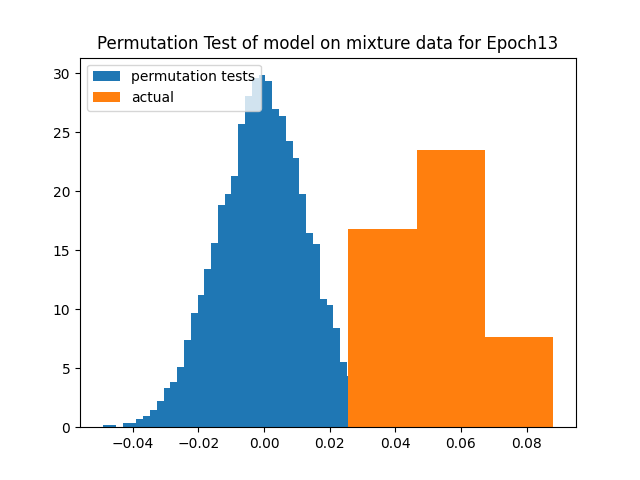 Permutation Test of model on mixture data for Epoch13
permutation tests
actual
30
25
20
15
10
5
0
−0.04 −0.02 0.00 0.02 0.04 0.06 0.08